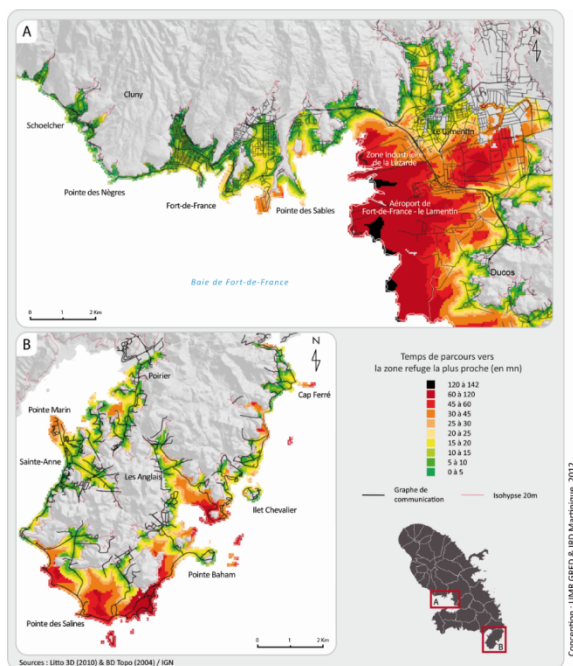 A
N
Cluny
Schoelcher
Le Lamentin
Zone Industrielle
de la Lézarde
Pointe des Nègres
Aéroport de
Fort-de-France - le Lamentin
Fort-de-France
Pointe des Sables
Ducos
Baie de Fort-de-France
0 1 2 Km
B
N
Poirier
Cap Ferré
Pointe Marin
Sainte-Anne
Les Anglais
Ilet Chevalier
Pointe Baham
Pointe des Salines
0 1 2 Km
Temps de parcours vers
la zone refuge la plus proche (en mn)
120 à 142
60 à 120
45 à 60
30 à 45
25 à 30
20 à 25
15 à 20
10 à 15
5 à 10
0 à 5
Graphe de
communication
Isohypse 20m
A
B
Sources : Litto 3D (2010) & BD Topo (2004) / IGN
Conception : UMR GRED & IRD Martinique, 2012